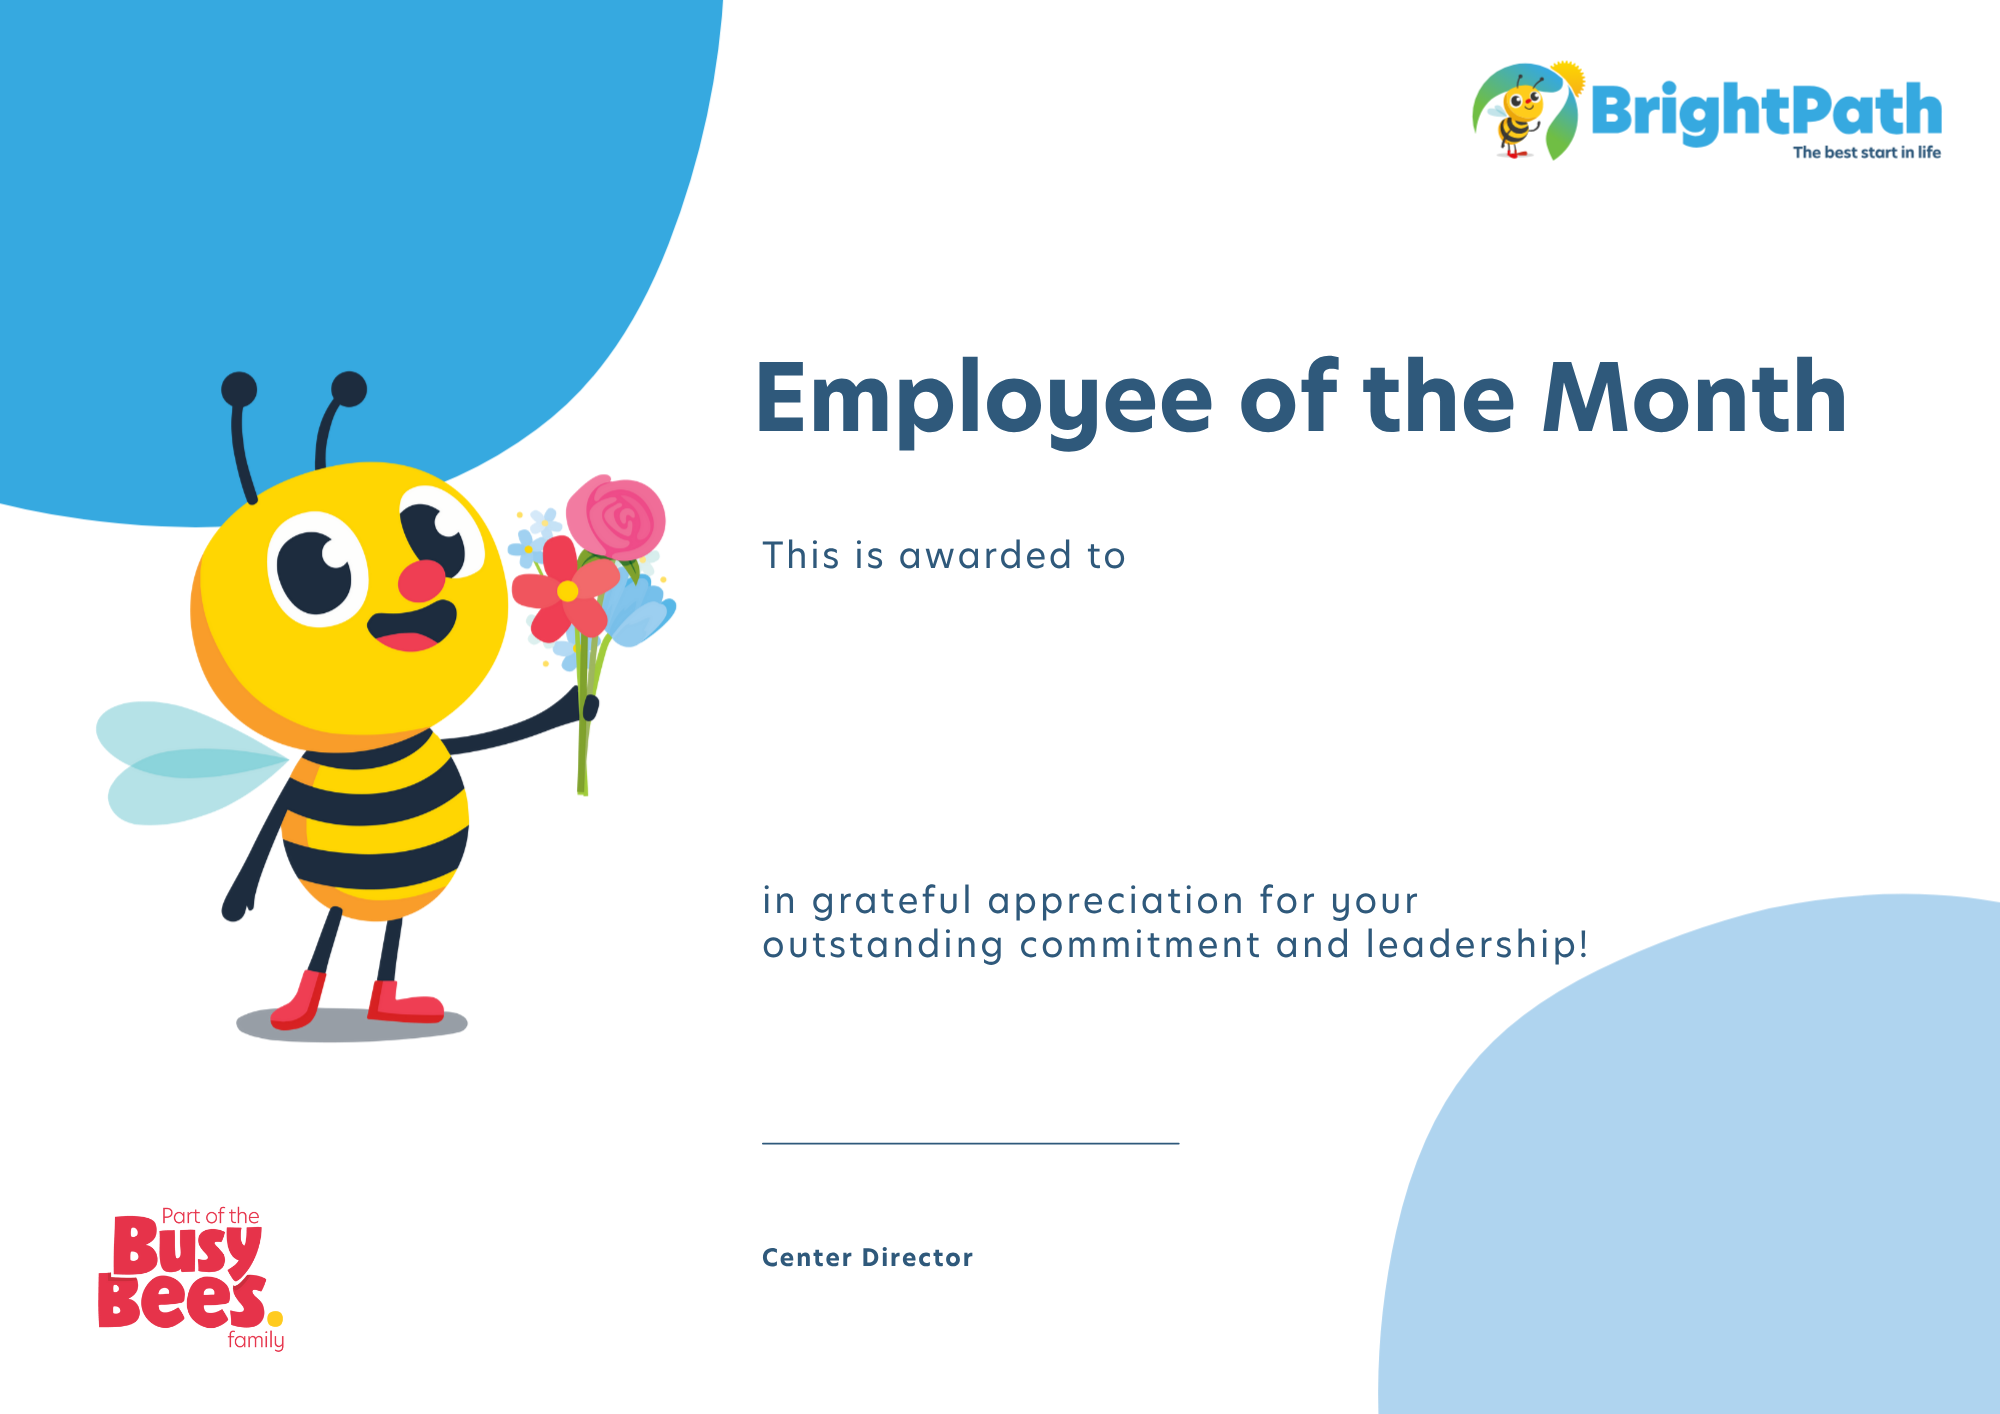 BrightPath
The best start in life
Employee of the Month
This is awarded to
in grateful appreciation for your
outstanding commitment and leadership!
Center Director
Part of the
Busy
Bees.
family